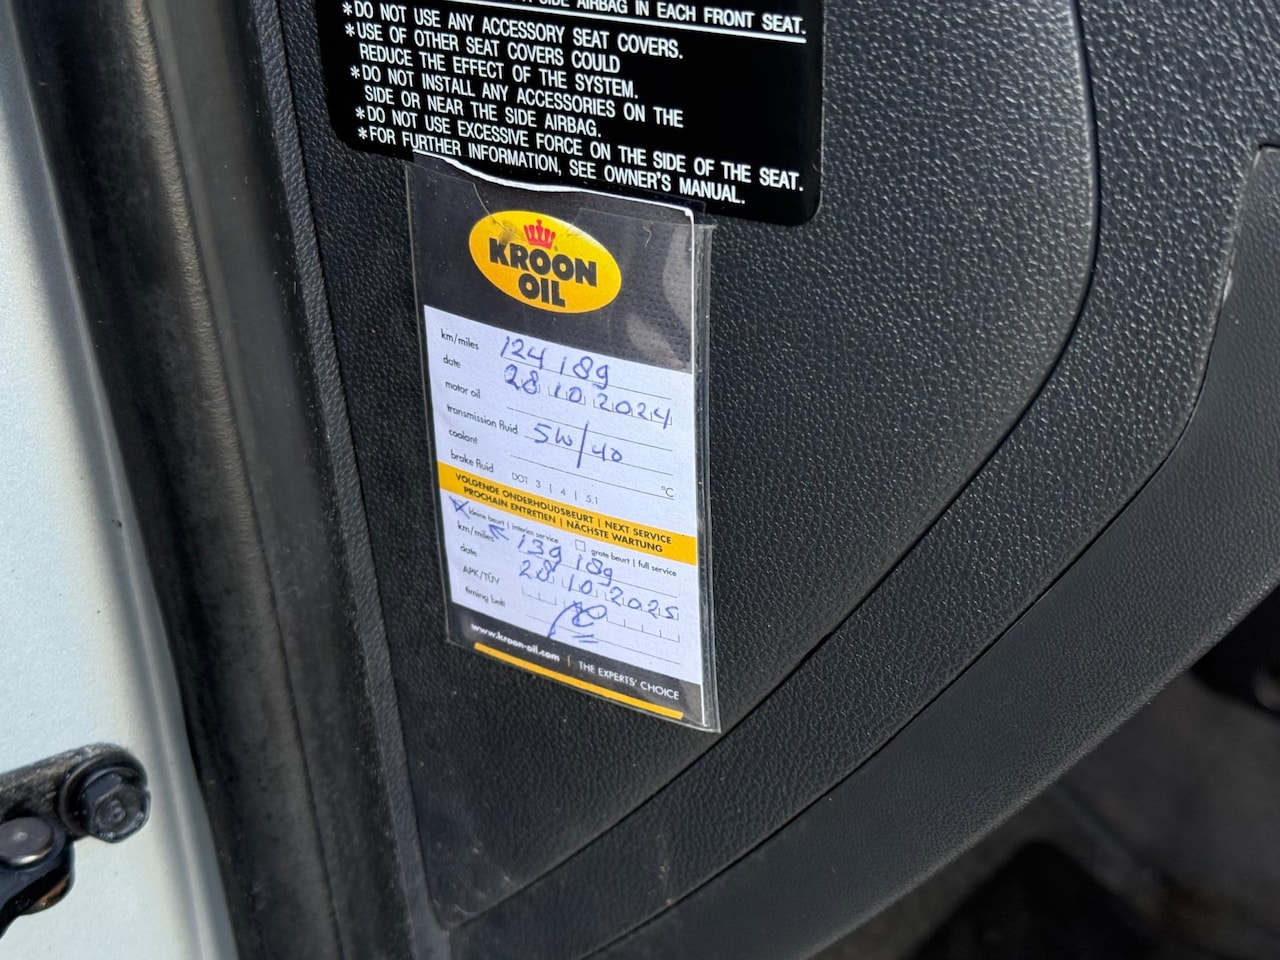 SIDE AIRBAG IN EACH FRONT SEAT.
*DO NOT USE ANY ACCESSORY SEAT COVERS.
*USE OF OTHER SEAT COVERS COULD
REDUCE THE EFFECT OF THE SYSTEM.
*DO NOT INSTALL ANY ACCESSORIES ON THE
SIDE OR NEAR THE SIDE AIRBAG.
*DO NOT USE EXCESSIVE FORCE ON THE SIDE OF THE SEAT.
*FOR FURTHER INFORMATION, SEE OWNER'S MANUAL.
KROON
OIL
km/miles 124189
date 28 10 2024
motor oil
transmission fluid 5W/40
coolant °C
brake fluid DOT 3 | 4 | 5.1
VOLGENDE ONDERHOUDSBEURT | NEXT SERVICE
PROCHAIN ENTRETIEN | NÄCHSTE WARTUNG
kleine beurt | interim service grote beurt | full service
km/miles 139189
date 28 10 2025
APK/TÜV
timing belt
www.kroon-oil.com | THE EXPERTS' CHOICE